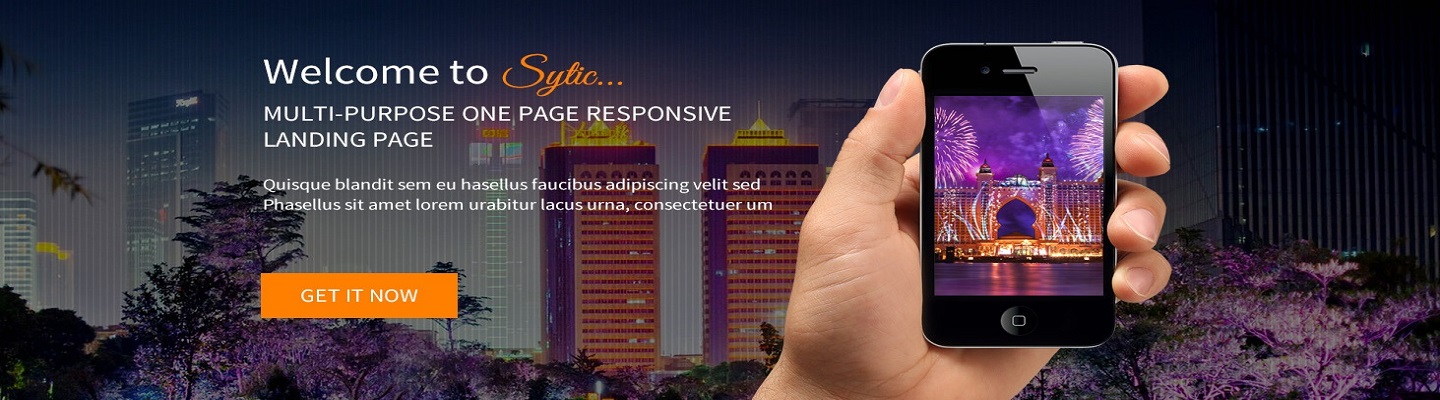 Welcome to Sytic...
MULTI-PURPOSE ONE PAGE RESPONSIVE
LANDING PAGE
Quisque blandit sem eu hasellus faucibus adipiscing velit sed
Phasellus sit amet lorem urabitur lacus urna, consectetuer um
GET IT NOW